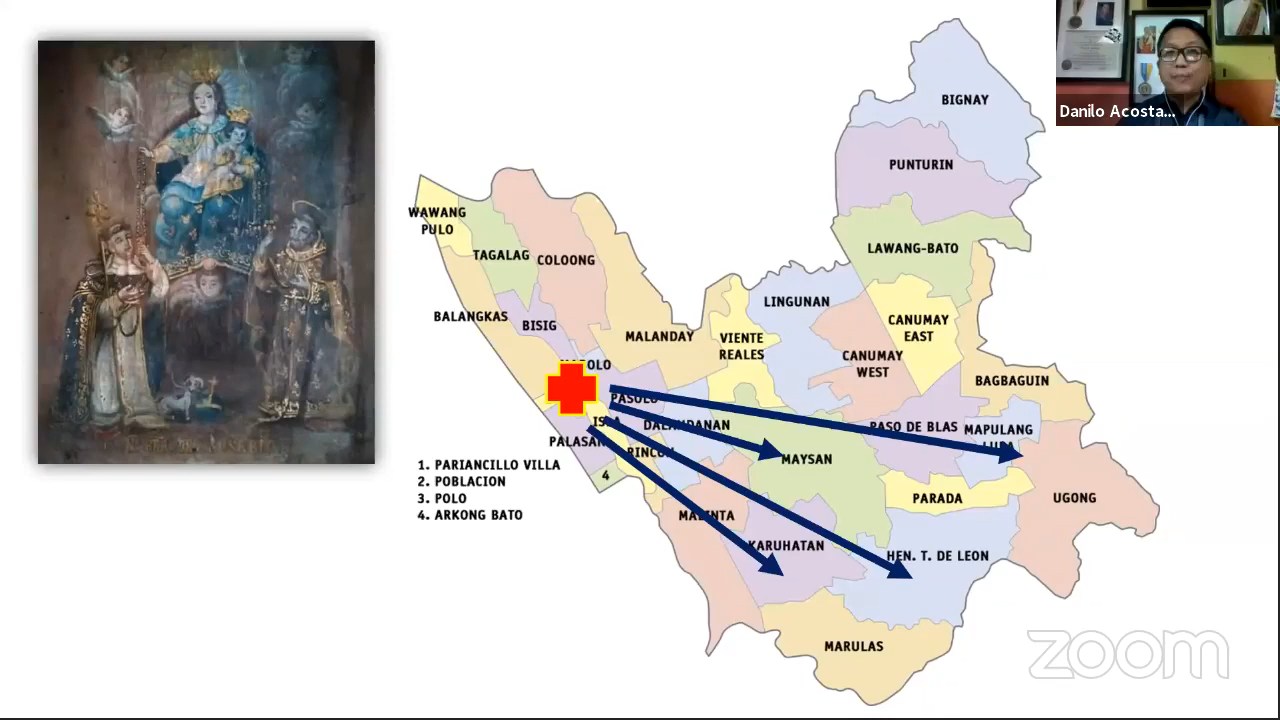 Danilo Acosta...
BIGNAY
PUNTURIN
WAWANG
PULO
LAWANG-BATO
TAGALAG
COLOONG
LINGUNAN
BALANGKAS
BISIG
CANUMAY
EAST
MALANDAY
VIENTE
REALES
CANUMAY
WEST
BAGBAGUIN
PASOLO
PASO DE BLAS
MAPULANG
PALASAN
RINCON
MAYSAN
4
PARADA
UGONG
1. PARIANCILLO VILLA
2. POBLACION
3. POLO
4. ARKONG BATO
MALINTA
KARUHATAN
HEN. T. DE LEON
MARULAS
zoom